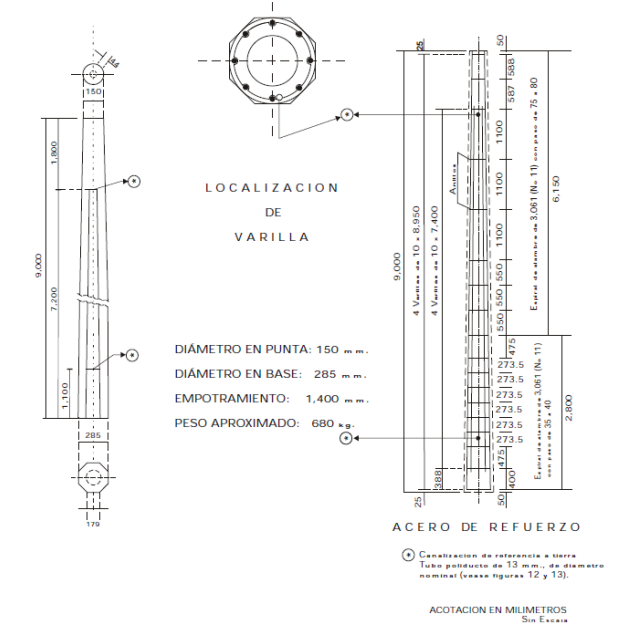 44
150
1,800
9,000
7,200
1,100
285
179
LOCALIZACION
DE
VARILLA
DIÁMETRO EN PUNTA: 150 mm.
DIÁMETRO EN BASE: 285 mm.
EMPOTRAMIENTO: 1,400 mm.
PESO APROXIMADO: 680 kg.
25
50
588
587
1100
1100
1100
550
550
550
475
273.5
273.5
273.5
273.5
273.5
273.5
475
400
50
388
25
9,000
4 Varillas de 10 x 8,950
4 Varillas de 10 x 7,400
Anillos
Espiral de alambre de 3,061 (No 11) con paso de 75 a 80
6,150
Espiral de alambre de 3,061 (No 11)
con paso de 35 a 40
2,800
ACERO DE REFUERZO
Canalizacion de referencia a tierra
Tubo poliducto de 13 mm., de diametro
nominal (vease figuras 12 y 13).
ACOTACION EN MILIMETROS
Sin Escala